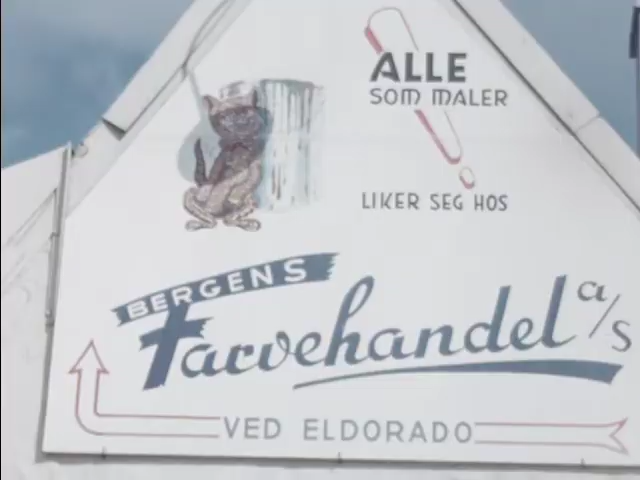 ALLE
SOM MALER
LIKER SEG HOS
BERGENS
Farvehandel a/s
VED ELDORADO